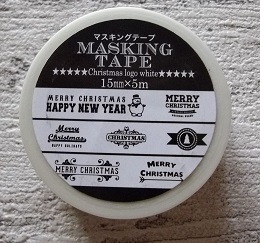 マスキングテープ
MASKING
TAPE
★★★★★Christmas logo white★★★★★
15mm×5m
MERRY CHRISTMAS
HAPPY NEW YEAR
MERRY
CHRISTMAS
Merry
Christmas
HAPPY HOLIDAYS
CHRISTMAS
MERRY CHRISTMAS
MERRY
CHRISTMAS